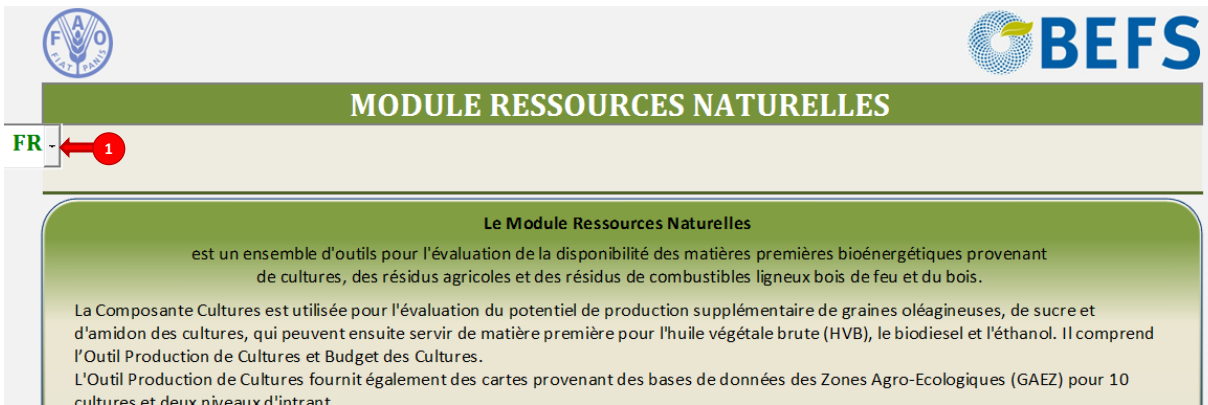 F A O
FIAT PANIS
BEFS
MODULE RESSOURCES NATURELLES
FR
1
Le Module Ressources Naturelles
est un ensemble d'outils pour l'évaluation de la disponibilité des matières premières bioénergétiques provenant
de cultures, des résidus agricoles et des résidus de combustibles ligneux bois de feu et du bois.
La Composante Cultures est utilisée pour l'évaluation du potentiel de production supplémentaire de graines oléagineuses, de sucre et
d'amidon des cultures, qui peuvent ensuite servir de matière première pour l'huile végétale brute (HVB), le biodiesel et l'éthanol. Il comprend
l’Outil Production de Cultures et Budget des Cultures.
L'Outil Production de Cultures fournit également des cartes provenant des bases de données des Zones Agro-Ecologiques (GAEZ) pour 10
cultures et deux niveaux d'intrant